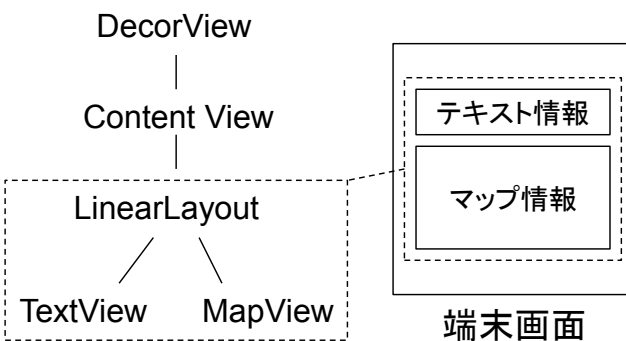 DecorView
Content View
LinearLayout
TextView MapView
テキスト情報
マップ情報
端末画面